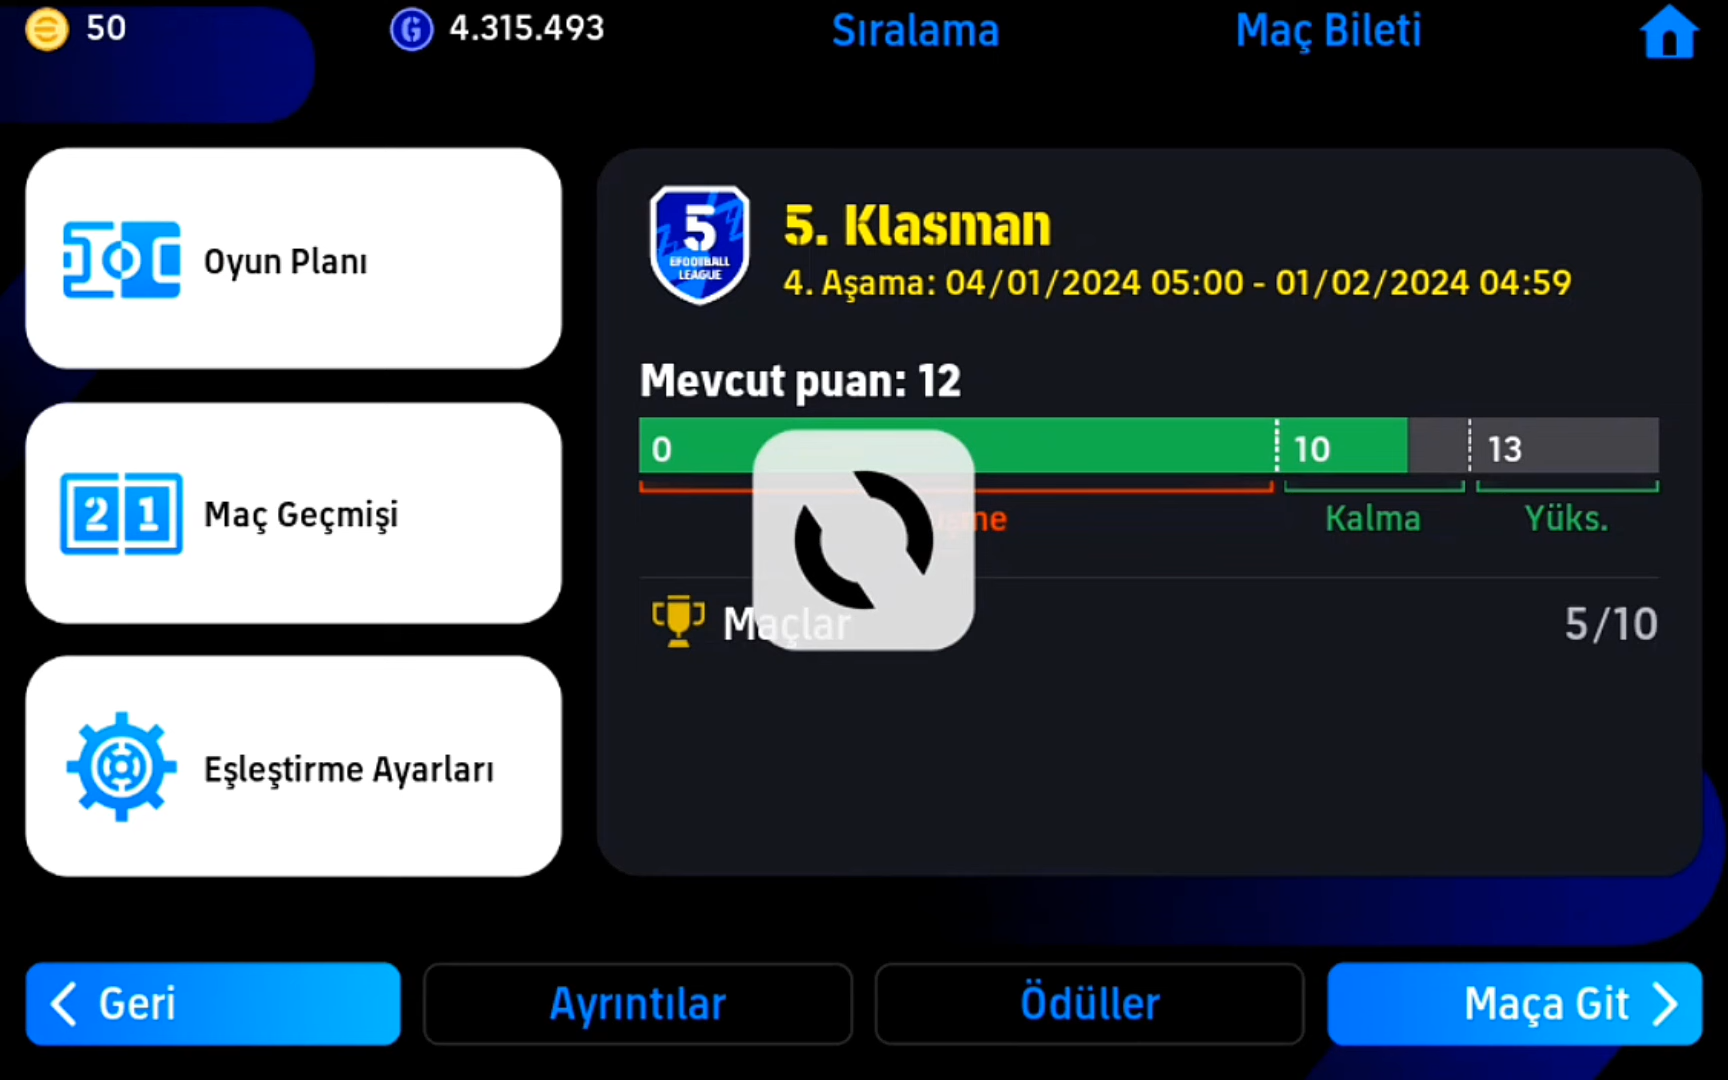 50
4.315.493
Sıralama
Maç Bileti
Oyun Planı
5
EFOOTBALL
LEAGUE
5. Klasman
4. Aşama: 04/01/2024 05:00 - 01/02/2024 04:59
Mevcut puan: 12
0
10
13
Kalma
Yüks.
2 1
Maç Geçmişi
Maçlar
5/10
Eşleştirme Ayarları
Geri
Ayrıntılar
Ödüller
Maça Git